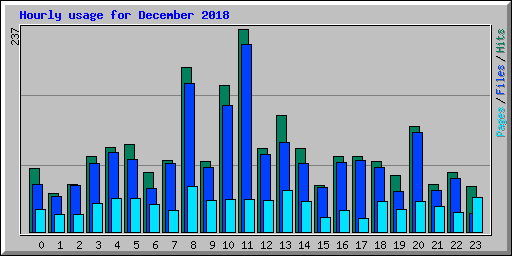 Hourly usage for December 2018
237
Pages / Files / Hits
0 1 2 3 4 5 6 7 8 9 10 11 12 13 14 15 16 17 18 19 20 21 22 23